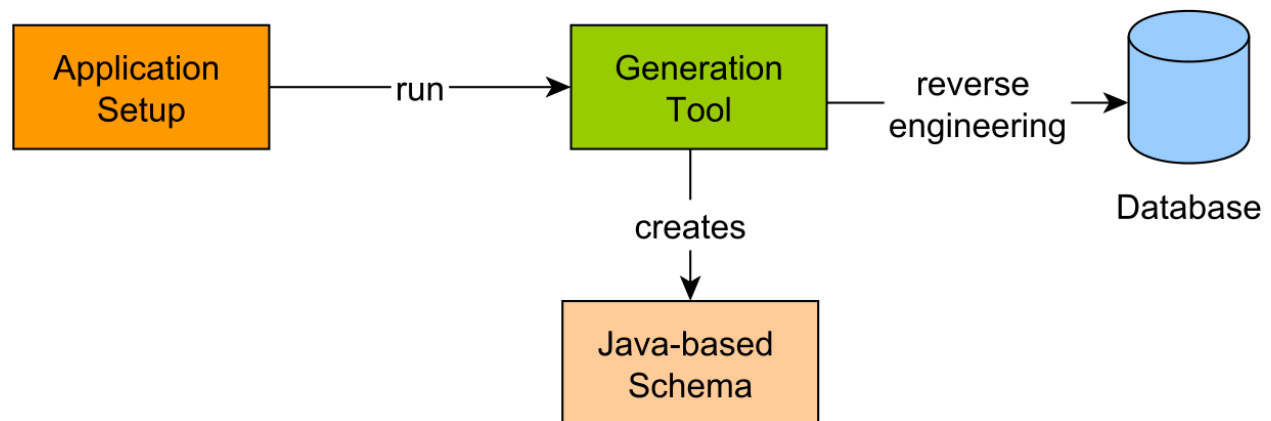 Application
Setup
run
Generation
Tool
reverse
engineering
Database
creates
Java-based
Schema